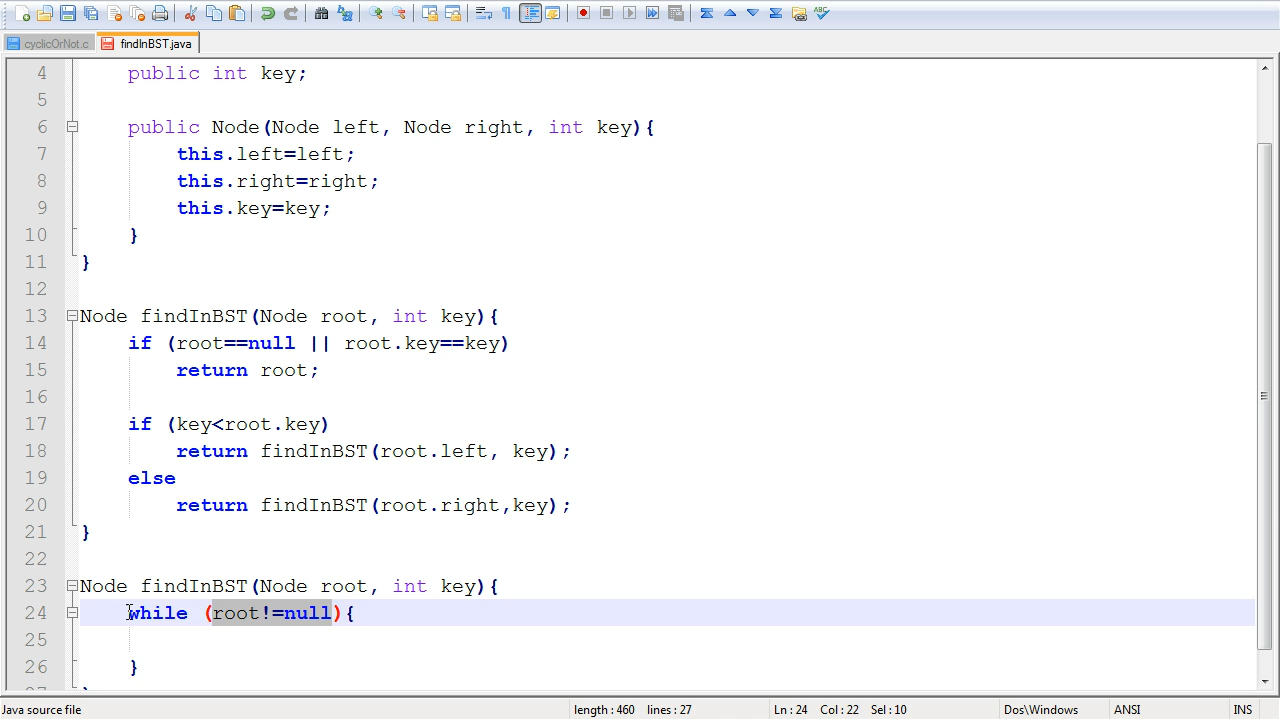 cyclicOrNot.c findInBST.java
4 public int key;
5
6 public Node(Node left, Node right, int key){
7 this.left=left;
8 this.right=right;
9 this.key=key;
10 }
11 }
12
13 Node findInBST(Node root, int key){
14 if (root==null || root.key==key)
15 return root;
16
17 if (key<root.key)
18 return findInBST(root.left, key);
19 else
20 return findInBST(root.right,key);
21 }
22
23 Node findInBST(Node root, int key){
24 while (root!=null){
25
26 }
27 }
Java source file length : 460 lines : 27 Ln : 24 Col : 22 Sel : 10 Dos\Windows ANSI INS